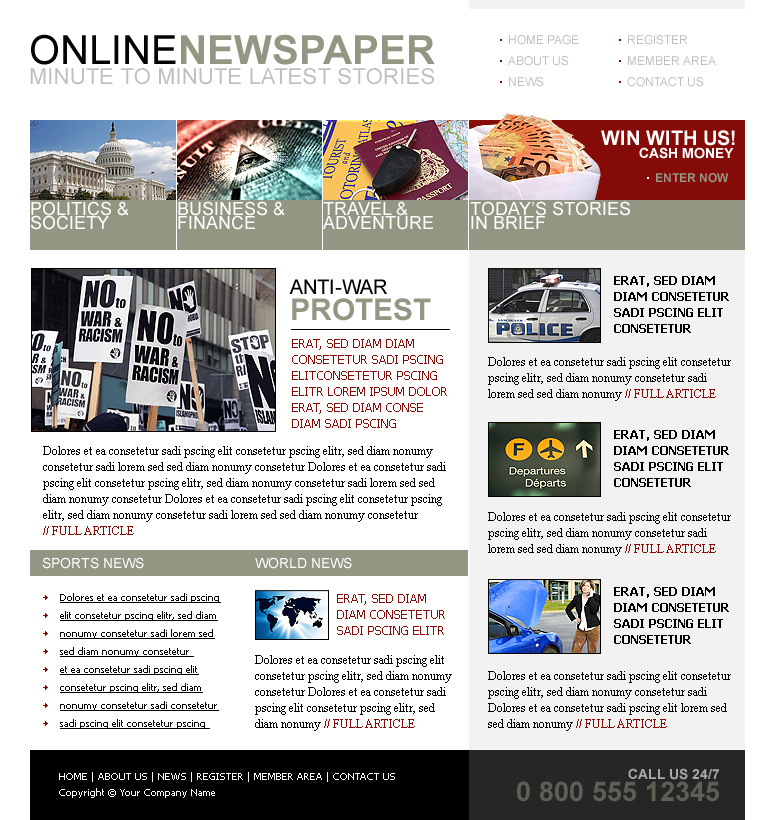 ONLINENEWSPAPER
MINUTE TO MINUTE LATEST STORIES
HOME PAGE
ABOUT US
NEWS
REGISTER
MEMBER AREA
CONTACT US
WIN WITH US!
CASH MONEY
ENTER NOW
NUIT
TOURIST
and
MOTORING
ATLAS
PASSPORT
POLITICS &
SOCIETY
BUSINESS &
FINANCE
TRAVEL &
ADVENTURE
TODAY'S STORIES
IN BRIEF
NO
to
WAR &
RACISM
NO
to
WAR &
RACISM
NO
WAR &
RACISM
STOP
ANTI-WAR
PROTEST
ERAT, SED DIAM DIAM
CONSETETUR SADI PSCING
ELITCONSETETUR PSCING
ELITR LOREM IPSUM DOLOR
ERAT, SED DIAM CONSE
DIAM SADI PSCING
Dolores et ea consetetur sadi pscing elit consetetur pscing elitr, sed diam nonumy
consetetur sadi lorem sed sed diam nonumy consetetur Dolores et ea consetetur sadi
pscing elit consetetur pscing elitr, sed diam nonumy consetetur sadi lorem sed sed
diam nonumy consetetur Dolores et ea consetetur sadi pscing elit consetetur pscing
elitr, sed diam nonumy consetetur sadi lorem sed sed diam nonumy consetetur
// FULL ARTICLE
SPORTS NEWS
Dolores et ea consetetur sadi pscing
elit consetetur pscing elitr, sed diam
nonumy consetetur sadi lorem sed
sed diam nonumy consetetur
et ea consetetur sadi pscing elit
consetetur pscing elitr, sed diam
nonumy consetetur sadi consetetur
sadi pscing elit consetetur pscing
WORLD NEWS
ERAT, SED DIAM
DIAM CONSETETUR
SADI PSCING ELITR
Dolores et ea consetetur sadi pscing elit
consetetur pscing elitr, sed diam nonumy
consetetur Dolores et ea consetetur sadi
pscing elit consetetur pscing elitr, sed
diam nonumy // FULL ARTICLE
POLICE
ERAT, SED DIAM
DIAM CONSETETUR
SADI PSCING ELIT
CONSETETUR
Dolores et ea consetetur sadi pscing elit consetetur
pscing elitr, sed diam nonumy consetetur sadi
lorem sed sed diam nonumy // FULL ARTICLE
F
Departures
Départs
ERAT, SED DIAM
DIAM CONSETETUR
SADI PSCING ELIT
CONSETETUR
Dolores et ea consetetur sadi pscing elit consetetur
pscing elitr, sed diam nonumy consetetur sadi
lorem sed sed diam nonumy // FULL ARTICLE
ERAT, SED DIAM
DIAM CONSETETUR
SADI PSCING ELIT
CONSETETUR
Dolores et ea consetetur sadi pscing elit consetetur
pscing elitr, sed diam nonumy consetetur sadi
Dolores et ea consetetur sadi pscing elit lorem sed
sed diam nonumy // FULL ARTICLE
HOME | ABOUT US | NEWS | REGISTER | MEMBER AREA | CONTACT US
Copyright © Your Company Name
CALL US 24/7
0 800 555 12345